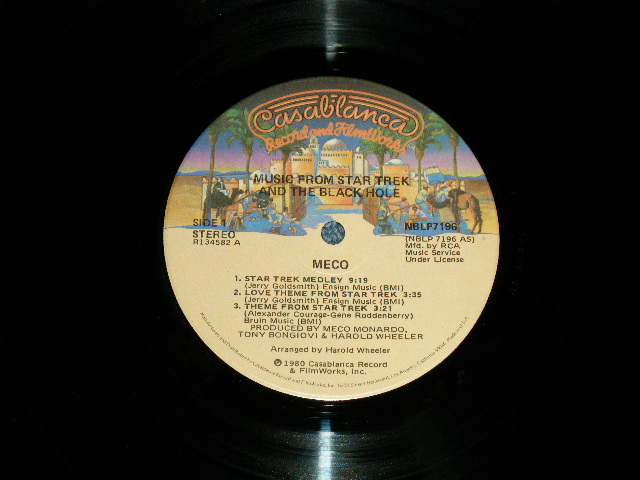 Casablanca
Record and FilmWorks
MUSIC FROM STAR TREK
AND THE BLACK HOLE
SIDE 1
STEREO
R134582 A
NBLP7196
(NBLP 7196 AS)
Mfd. by RCA
Music Service
Under License
MECO
1. STAR TREK MEDLEY 9:19
(Jerry Goldsmith) Ensign Music (BMI)
2. LOVE THEME FROM STAR TREK 3:35
(Jerry Goldsmith) Ensign Music (BMI)
3. THEME FROM STAR TREK 3:21
(Alexander Courage-Gene Roddenberry)
Bruin Music (BMI)
PRODUCED BY MECO MONARDO,
TONY BONGIOVI & HAROLD WHEELER
Arranged by Harold Wheeler
℗ © 1980 Casablanca Record
& FilmWorks, Inc.